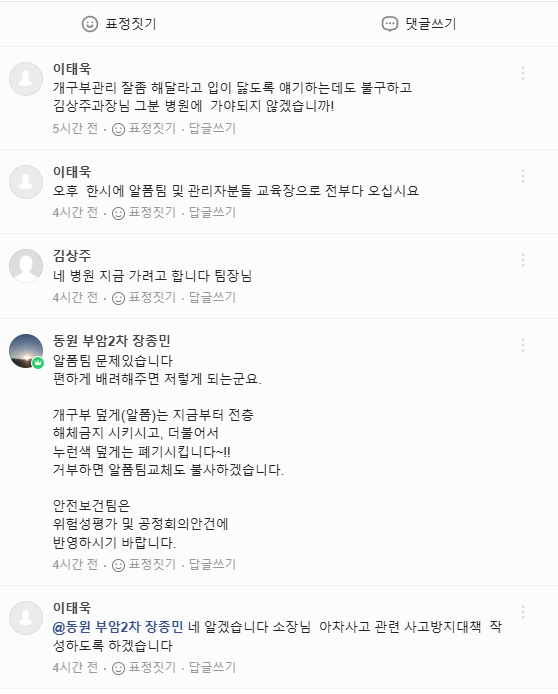 표정짓기 댓글쓰기
이태욱
개구부관리 잘좀 해달라고 입이 닳도록 얘기하는데도 불구하고
김상주과장님 그분 병원에 가야되지 않겠습니까!
5시간 전 · 표정짓기 · 답글쓰기
이태욱
오후 한시에 알폼팀 및 관리자분들 교육장으로 전부다 오십시요
4시간 전 · 표정짓기 · 답글쓰기
김상주
네 병원 지금 가려고 합니다 팀장님
4시간 전 · 표정짓기 · 답글쓰기
동원 부암2차 장종민
알폼팀 문제있습니다
편하게 배려해주면 저렇게 되는군요.
개구부 덮게(알폼)는 지금부터 전층
해체금지 시키시고, 더불어서
누런색 덮게는 폐기시킵니다~!!
거부하면 알폼팀교체도 불사하겠습니다.
안전보건팀은
위험성평가 및 공정회의안건에
반영하시기 바랍니다.
4시간 전 · 표정짓기 · 답글쓰기
이태욱
@동원 부암2차 장종민 네 알겠습니다 소장님 아차사고 관련 사고방지대책 작
성하도록 하겠습니다
4시간 전 · 표정짓기 · 답글쓰기